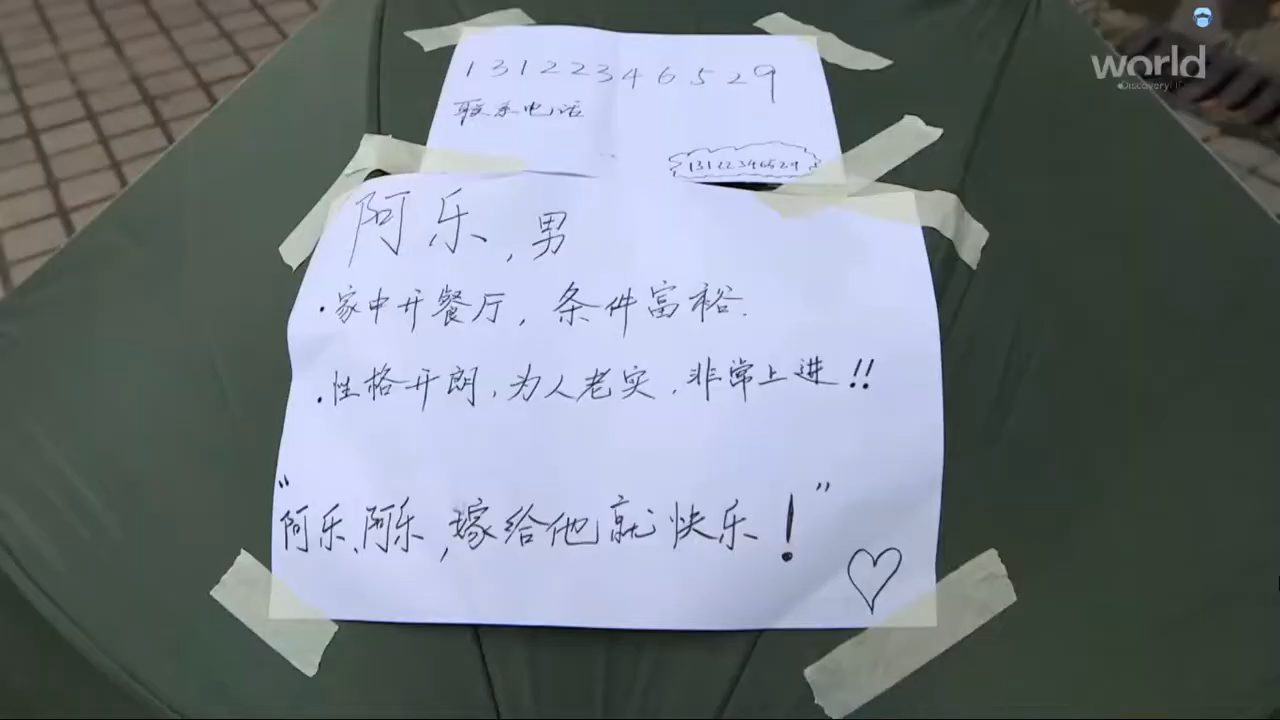 world
Discovery
13122346529
联系电话
13122346529
阿乐,男
·家中开餐厅,条件富裕.
·性格开朗,为人老实,非常上进!!
“阿乐、阿乐,嫁给他就快乐!”